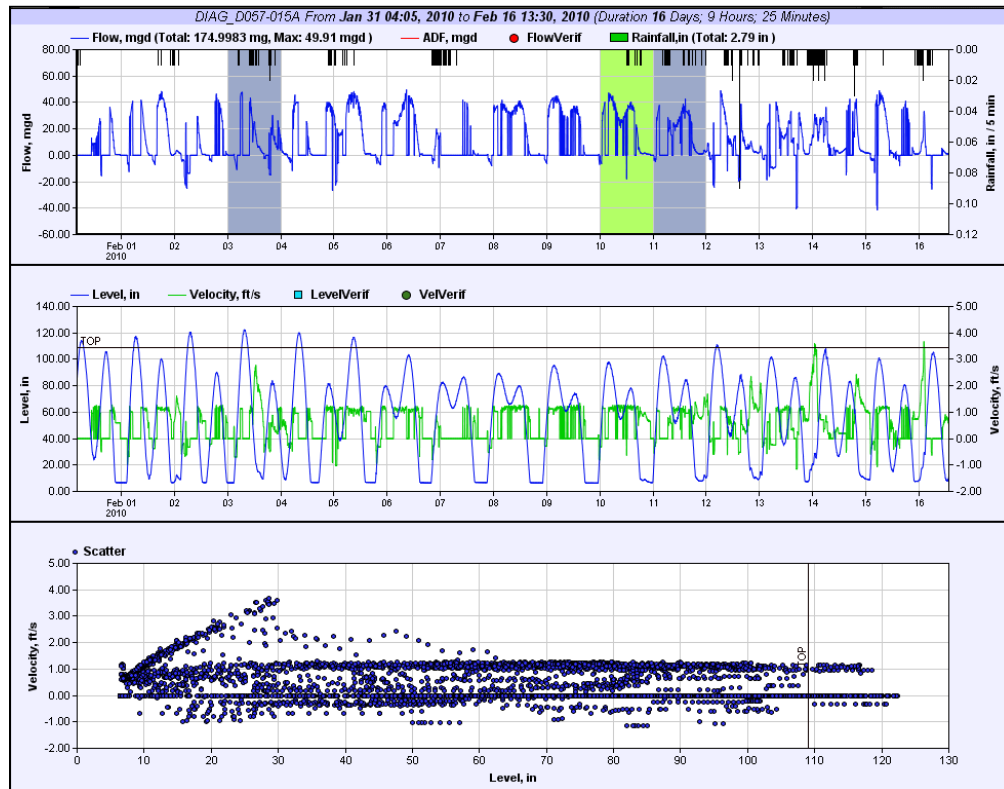 DIAG_D057-015A From Jan 31 04:05, 2010 to Feb 16 13:30, 2010 (Duration 16 Days; 9 Hours; 25 Minutes)
Flow, mgd (Total: 174.9983 mg, Max: 49.91 mgd ) ADF, mgd FlowVerif Rainfall,in (Total: 2.79 in )
80.00 0.00
60.00 0.02
40.00 0.04
20.00 0.06
0.00
-20.00 0.08
-40.00 0.10
-60.00 0.12
Flow, mgd
Rainfall, in / 5 min
Feb 01 02 03 04 05 06 07 08 09 10 11 12 13 14 15 16
2010
Level, in Velocity, ft/s LevelVerif VelVerif
140.00 5.00
120.00 4.00
TOP
100.00 3.00
80.00 2.00
60.00 1.00
40.00 0.00
20.00 -1.00
0.00 -2.00
Level, in
Velocity, ft/s
Feb 01 02 03 04 05 06 07 08 09 10 11 12 13 14 15 16
2010
Scatter
5.00
4.00
3.00
2.00
1.00
0.00
-1.00
-2.00
Velocity, ft/s
TOP
0 10 20 30 40 50 60 70 80 90 100 110 120 130
Level, in